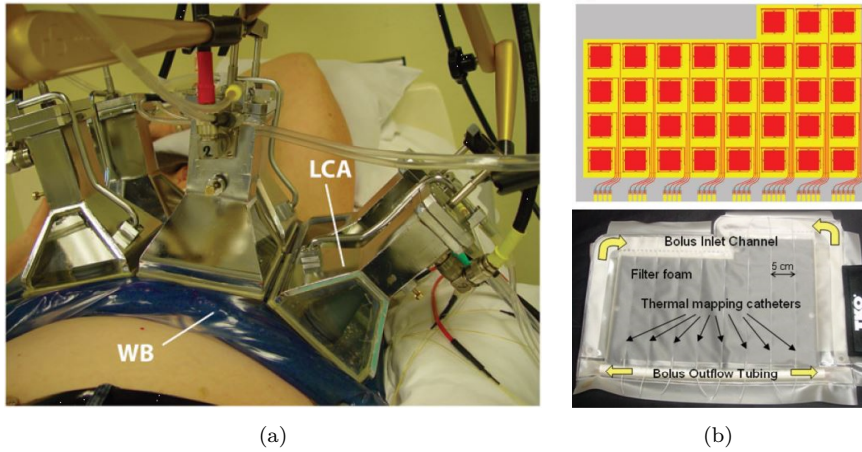 2
LCA
WB
(a)
Bolus Inlet Channel
5 cm
Filter foam
Thermal mapping catheters
Bolus Outflow Tubing
(b)